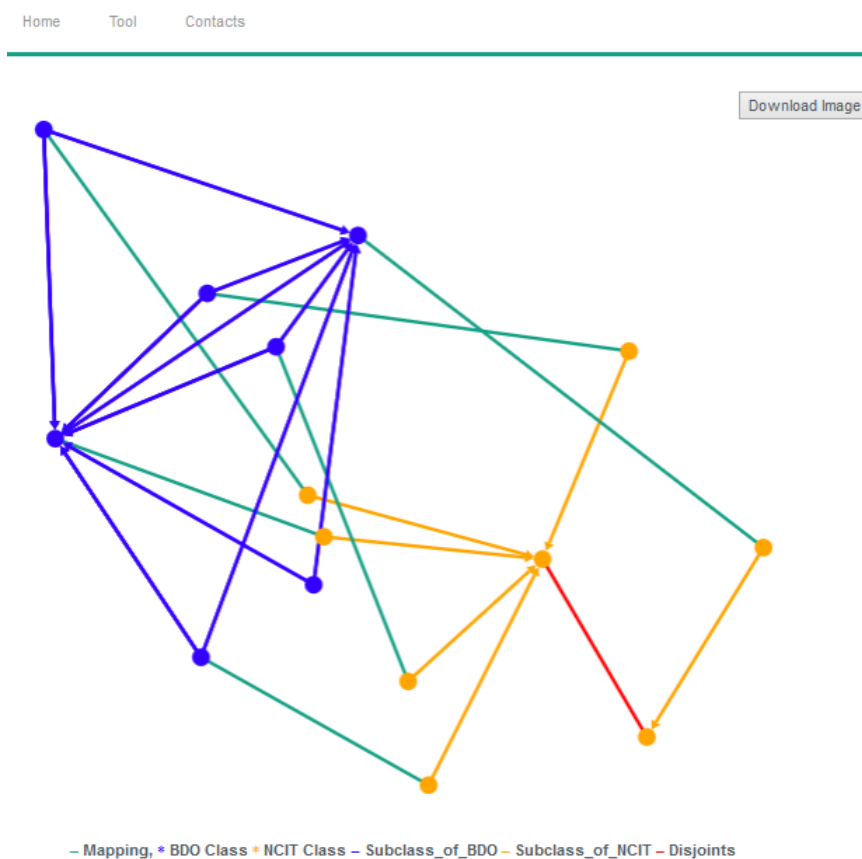 Home Tool Contacts
Download Image
– Mapping, * BDO Class * NCIT Class – Subclass_of_BDO – Subclass_of_NCIT – Disjoints